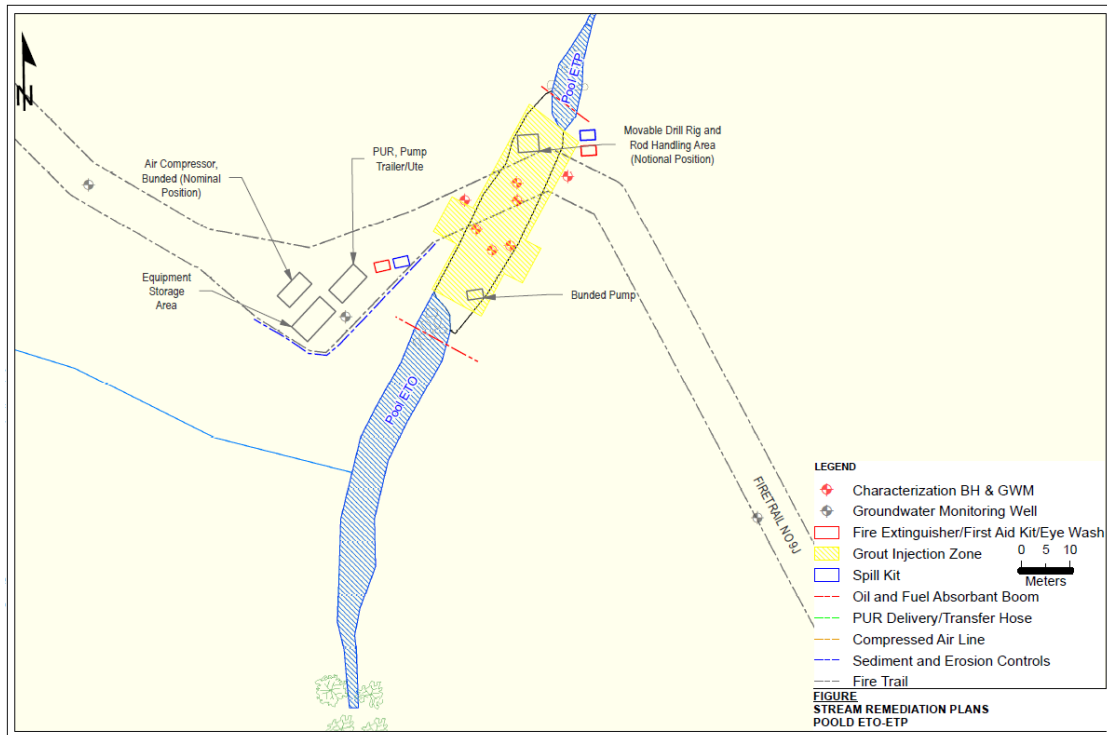 N
Pool ETP
Movable Drill Rig and
Rod Handling Area
(Notional Position)
PUR, Pump
Trailer/Ute
Air Compressor,
Bunded (Nominal
Position)
Equipment
Storage
Area
Bunded Pump
Pool ETO
FIRETRAIL NO 9J
LEGEND
Characterization BH & GWM
Groundwater Monitoring Well
Fire Extinguisher/First Aid Kit/Eye Wash
Grout Injection Zone
0 5 10
Meters
Spill Kit
Oil and Fuel Absorbant Boom
PUR Delivery/Transfer Hose
Compressed Air Line
Sediment and Erosion Controls
Fire Trail
FIGURE
STREAM REMEDIATION PLANS
POOLD ETO-ETP